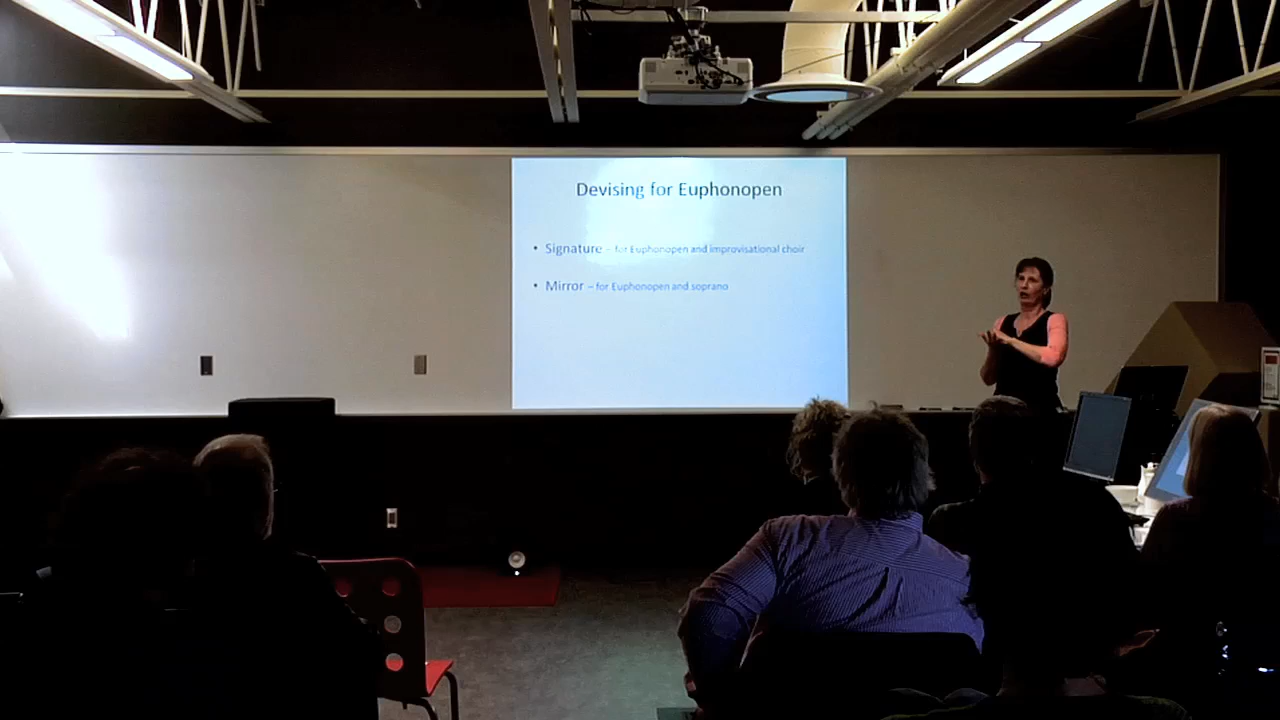 Devising for Euphonopen
• Signature – for Euphonopen and improvisational choir
• Mirror – for Euphonopen and soprano